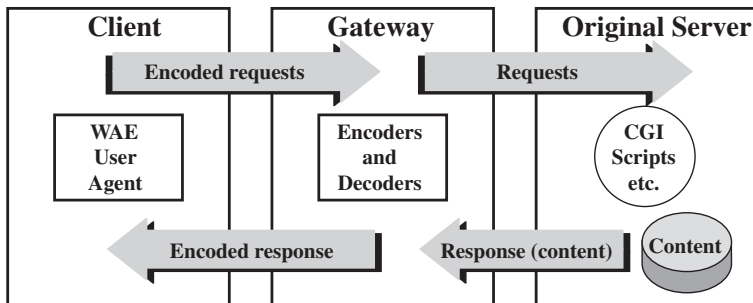 Client
Gateway
Original Server
Encoded requests
Requests
WAE
User
Agent
Encoders
and
Decoders
CGI
Scripts
etc.
Encoded response
Response (content)
Content